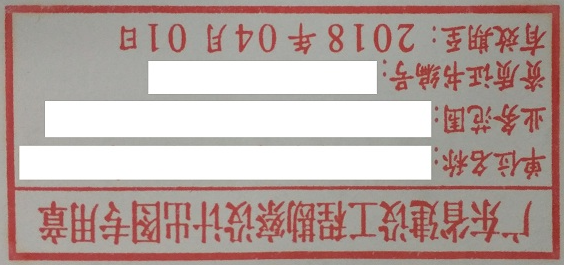 广东省建设工程勘察设计出图专用章
单位名称:
业务范围:
资质证书编号:
有效期至: 2018年04月01日